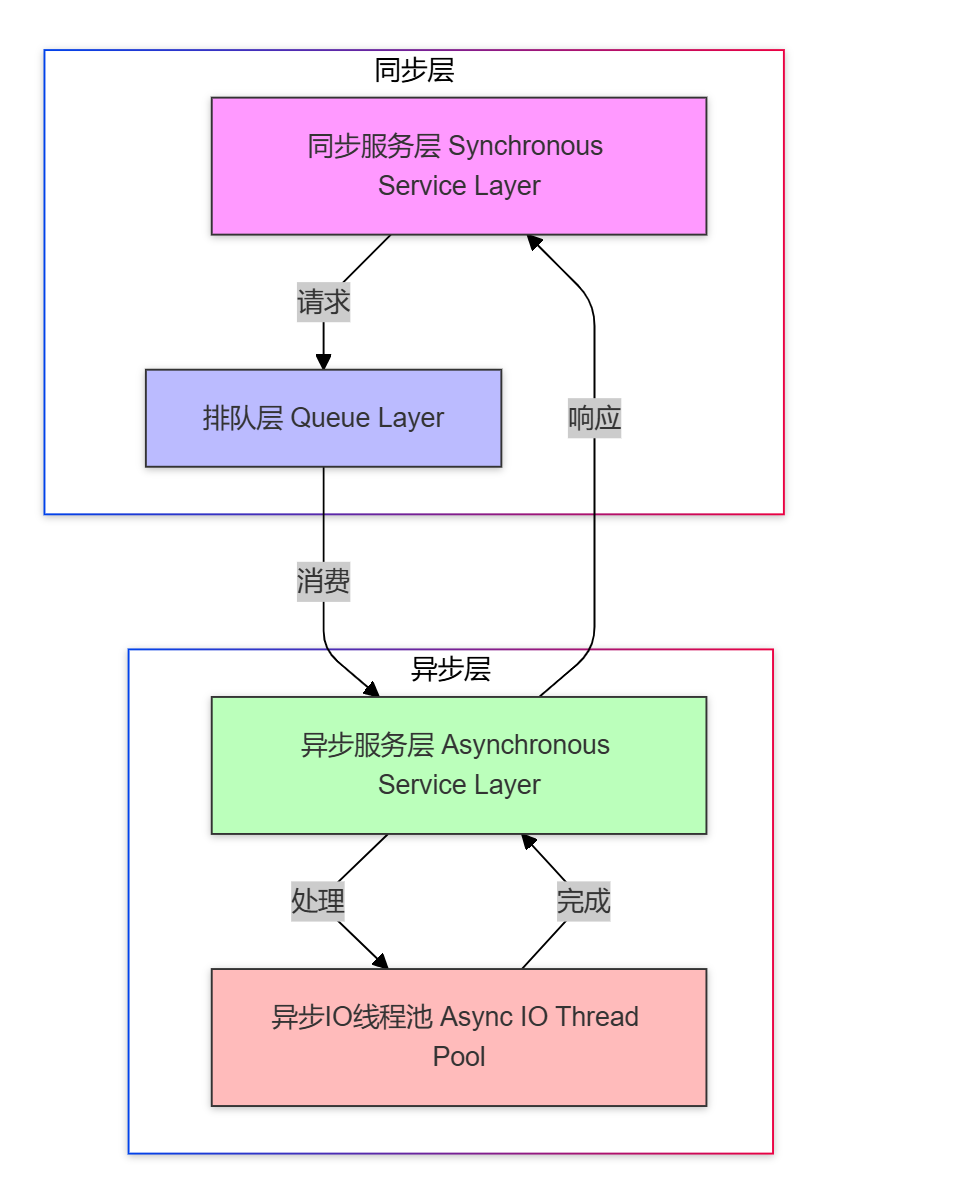 同步层
同步服务层 Synchronous
Service Layer
请求
排队层 Queue Layer
响应
消费
异步层
异步服务层 Asynchronous
Service Layer
处理
完成
异步IO线程池 Async IO Thread
Pool